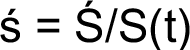 ś = Ś/S(t)